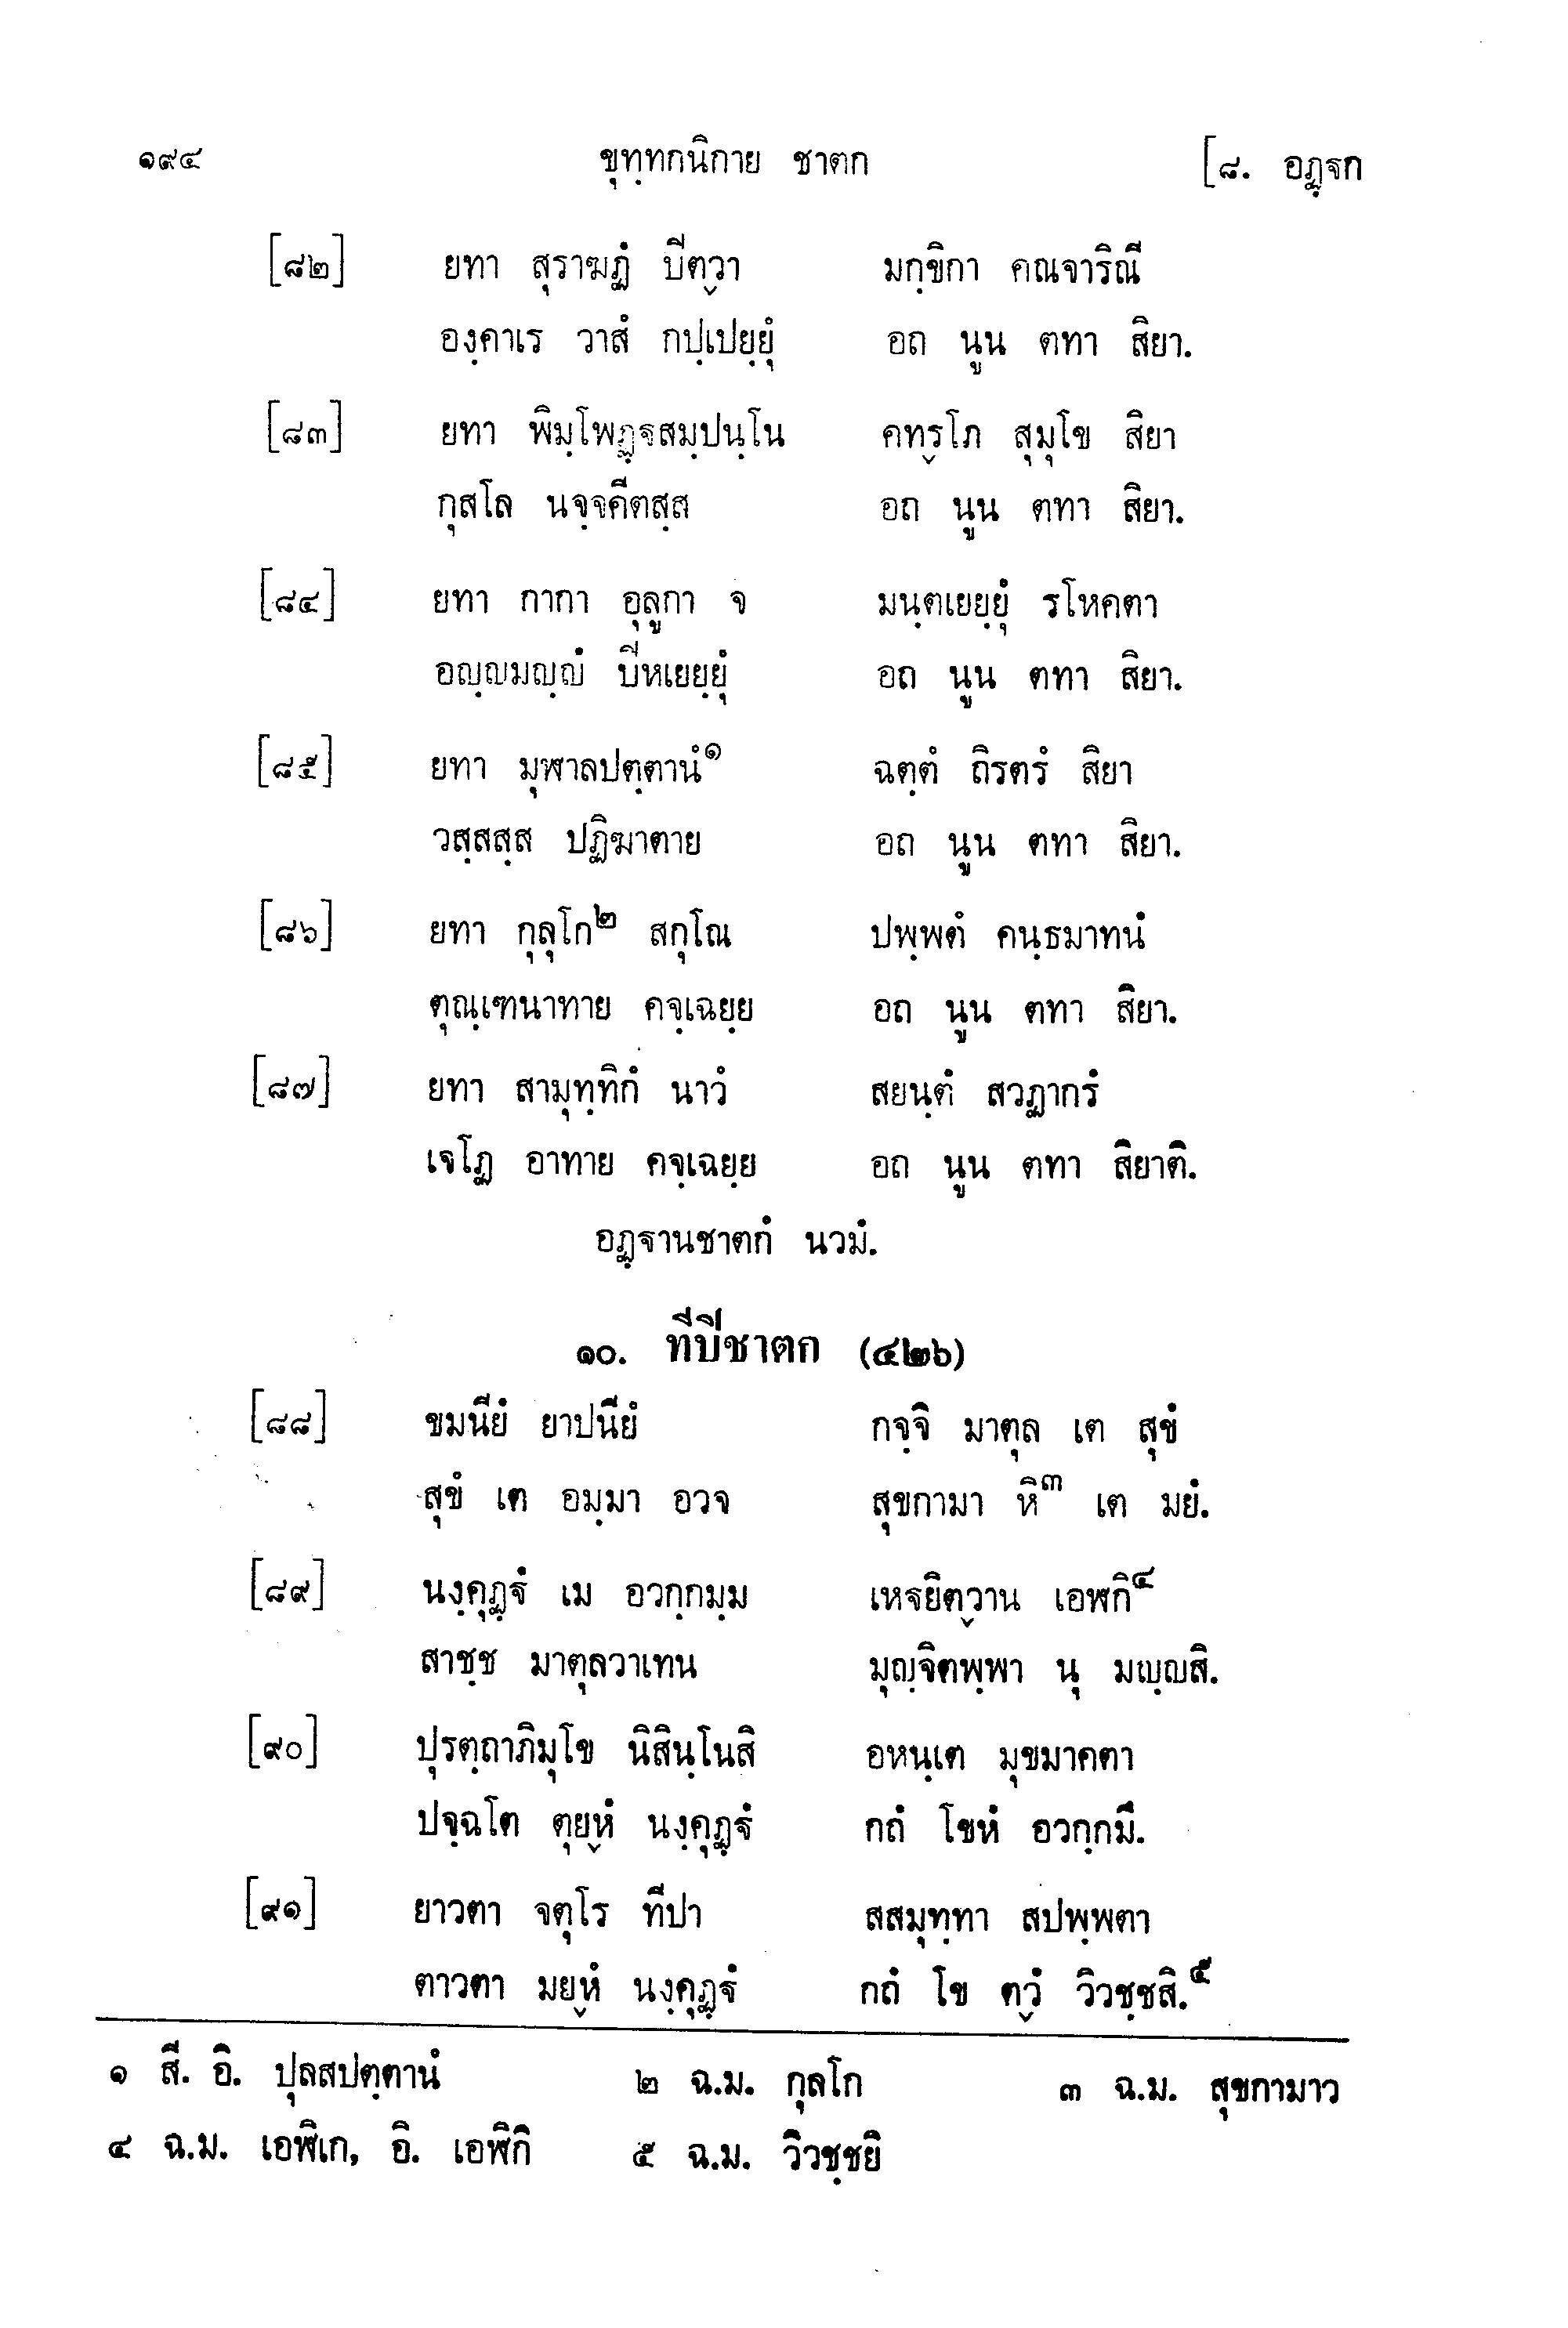 ๑๙๔ ขุทฺทกนิกาย ชาตก [๘. อฏฺฐก
[๘๒] ยทา สุราฆฏํ ปีตฺวา มกฺขิกา คณจาริณี
องฺคาเร วาสํ กปฺเปยฺยุํ อถ นูน ตทา สิยา.
[๘๓] ยทา พิมฺโพฏฺฐสมฺปนฺโน คทฺรโภ สุมุโข สิยา
กุสโล นจฺจคีตสฺส อถ นูน ตทา สิยา.
[๘๔] ยทา กากา อุลูกา จ มนฺตเยยฺยุํ รโหคตา
อญฺญมญฺญํ ปิหเยยฺยุํ อถ นูน ตทา สิยา.
[๘๕] ยทา มุฬาลปตฺตานํ๑ ฉตฺตํ ถิรตรํ สิยา
วสฺสสฺส ปฏิฆาตาย อถ นูน ตทา สิยา.
[๘๖] ยทา กุลุโก๒ สกุโณ ปพฺพตํ คนฺธมาทนํ
ตุณฺเฑนาทาย คจฺเฉยฺย อถ นูน ตทา สิยา.
[๘๗] ยทา สามุทฺทิกํ นาวํ สยนฺตํ สวฏากรํ
เจโฏ อาทาย คจฺเฉยฺย อถ นูน ตทา สิยาติ.
อฏฺฐานชาตกํ นวมํ.
๑๐. ทีปิชาตก (๔๒๖)
[๘๘] ขมนียํ ยาปนียํ กจฺจิ มาตุล เต สุขํ
สุขํ เต อมฺมา อวจ สุขกามา หิ๓ เต มยํ.
[๘๙] นงฺคุฏฺฐํ เม อวกฺกมฺม เหฐยิตฺวาน เอฬกิ๔
สาชฺช มาตุลวาเทน มุญฺจิตพฺพา นุ มญฺญสิ.
[๙๐] ปุรตฺถาภิมุโข นิสินฺโนสิ อหนฺเต มุขมาคตา
ปจฺฉโต ตุยฺหํ นงฺคุฏฺฐํ กถํ โขหํ อวกฺกมึ.
[๙๑] ยาวตา จตุโร ทีปา สสมุทฺทา สปพฺพตา
ตาวตา มยฺหํ นงฺคุฏฺฐํ กถํ โข ตฺวํ วิวชฺชสิ.๕
๑ สี. อิ. ปุลสปตฺตานํ ๒ ฉ.ม. กุลโก ๓ ฉ.ม. สุขกามาว
๔ ฉ.ม. เอฬิเก, อิ. เอฬิกิ ๕ ฉ.ม. วิวชฺชยิ